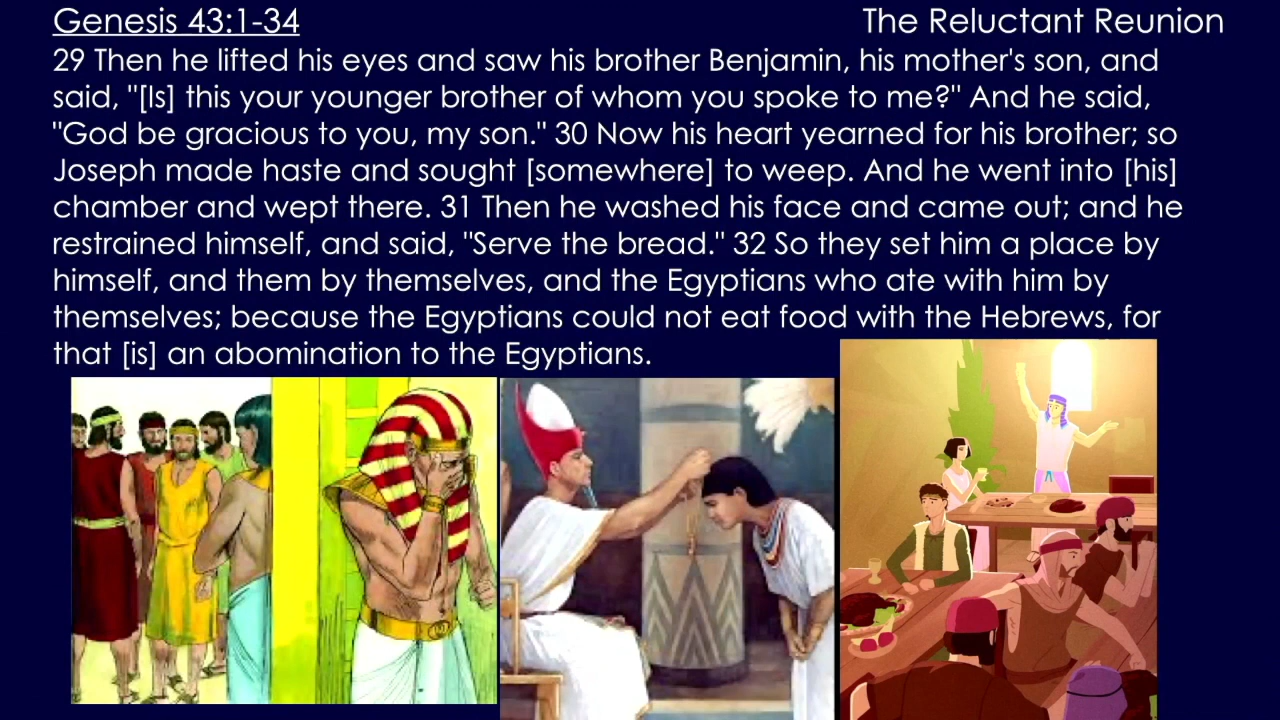 Genesis 43:1-34 The Reluctant Reunion
29 Then he lifted his eyes and saw his brother Benjamin, his mother's son, and
said, "[Is] this your younger brother of whom you spoke to me?" And he said,
"God be gracious to you, my son." 30 Now his heart yearned for his brother; so
Joseph made haste and sought [somewhere] to weep. And he went into [his]
chamber and wept there. 31 Then he washed his face and came out; and he
restrained himself, and said, "Serve the bread." 32 So they set him a place by
himself, and them by themselves, and the Egyptians who ate with him by
themselves; because the Egyptians could not eat food with the Hebrews, for
that [is] an abomination to the Egyptians.